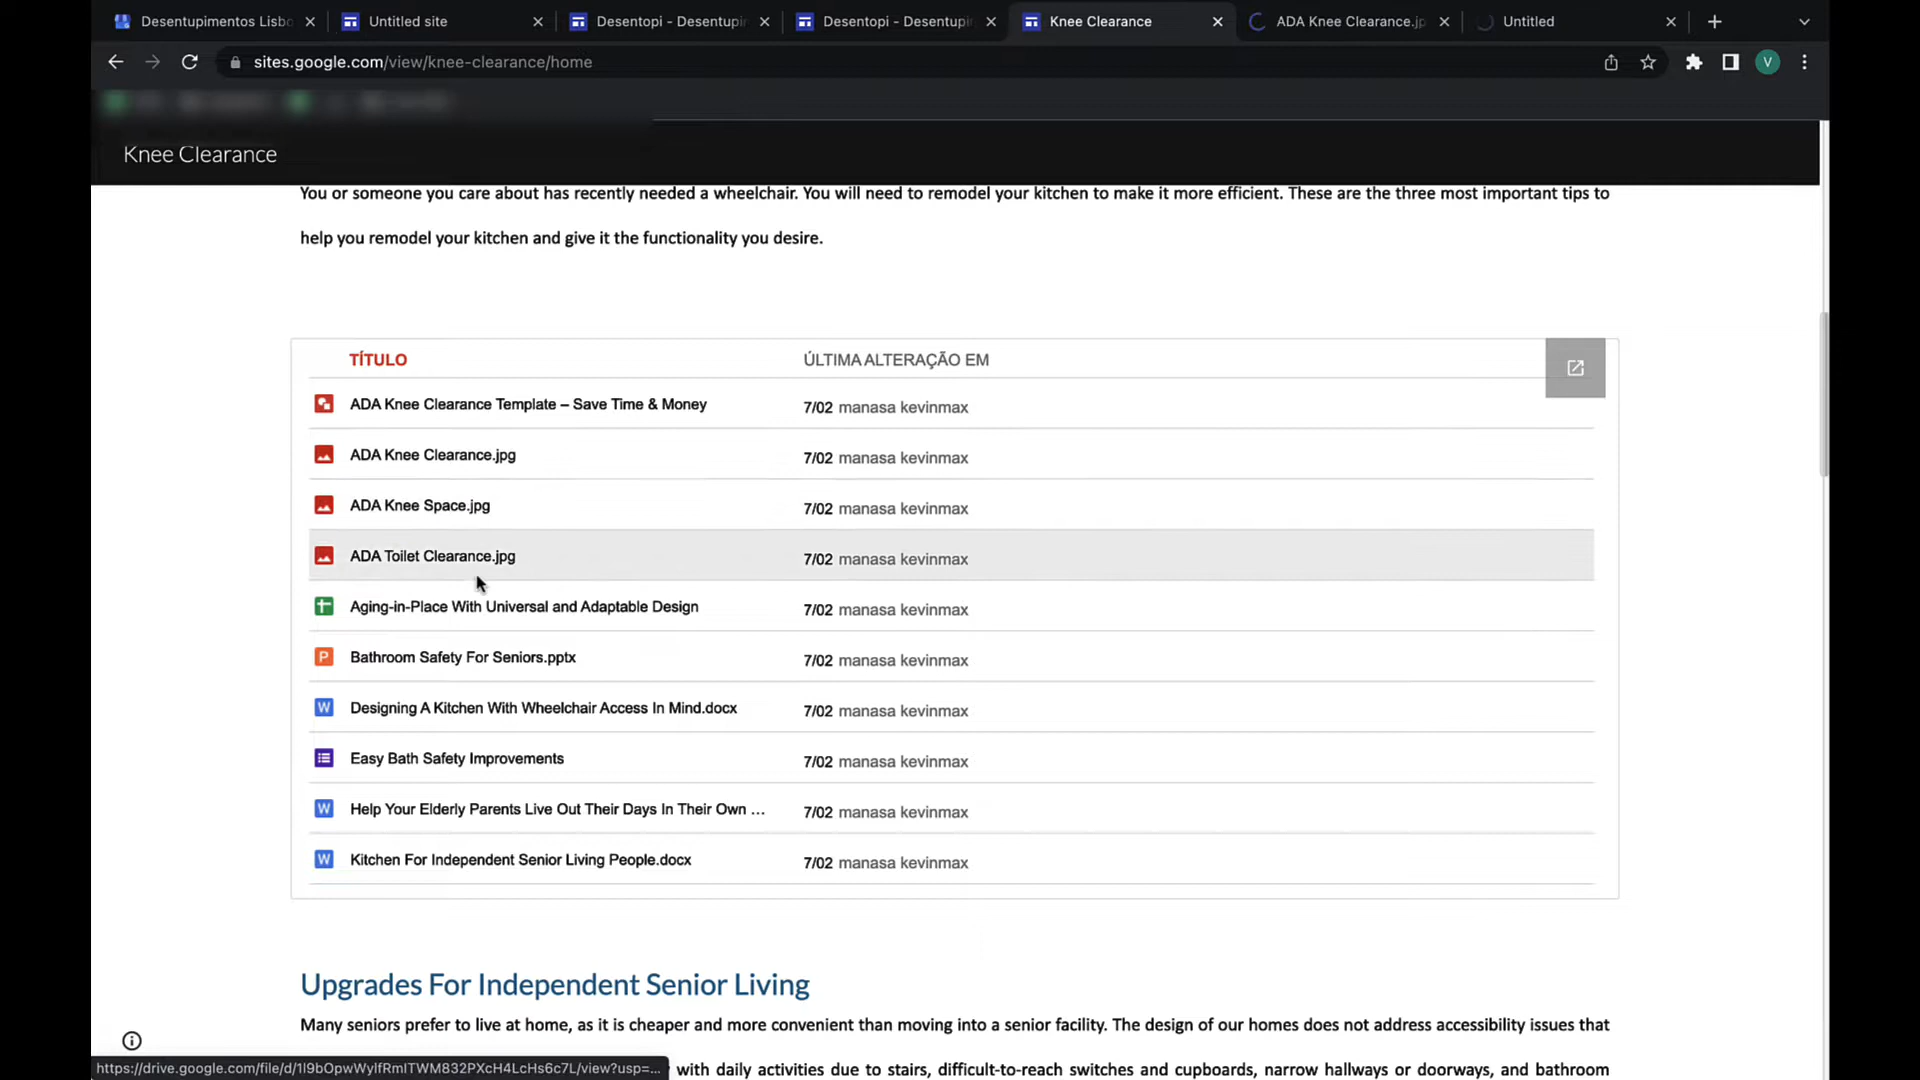 Desentupimentos Lisbo
Untitled site
Desentopi - Desentupi
Desentopi - Desentupi
Knee Clearance
ADA Knee Clearance.jp
Untitled
sites.google.com/view/knee-clearance/home
V
Knee Clearance
You or someone you care about has recently needed a wheelchair. You will need to remodel your kitchen to make it more efficient. These are the three most important tips to
help you remodel your kitchen and give it the functionality you desire.
TÍTULO ÚLTIMA ALTERAÇÃO EM
ADA Knee Clearance Template – Save Time & Money 7/02 manasa kevinmax
ADA Knee Clearance.jpg 7/02 manasa kevinmax
ADA Knee Space.jpg 7/02 manasa kevinmax
ADA Toilet Clearance.jpg 7/02 manasa kevinmax
Aging-in-Place With Universal and Adaptable Design 7/02 manasa kevinmax
P Bathroom Safety For Seniors.pptx 7/02 manasa kevinmax
W Designing A Kitchen With Wheelchair Access In Mind.docx 7/02 manasa kevinmax
Easy Bath Safety Improvements 7/02 manasa kevinmax
W Help Your Elderly Parents Live Out Their Days In Their Own ... 7/02 manasa kevinmax
W Kitchen For Independent Senior Living People.docx 7/02 manasa kevinmax
Upgrades For Independent Senior Living
Many seniors prefer to live at home, as it is cheaper and more convenient than moving into a senior facility. The design of our homes does not address accessibility issues that
https://drive.google.com/file/d/1I9bOpwWyIfRmITWM832PXcH4LcHs6c7L/view?usp=...
with daily activities due to stairs, difficult-to-reach switches and cupboards, narrow hallways or doorways, and bathroom